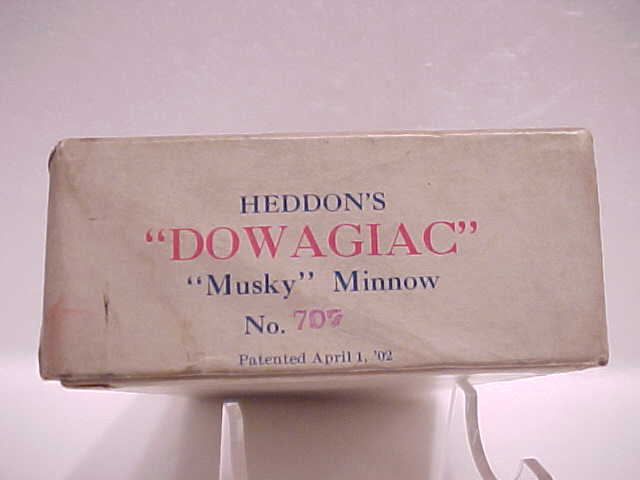 HEDDON'S
"DOWAGIAC"
"Musky" Minnow
No. 707
Patented April 1, '02